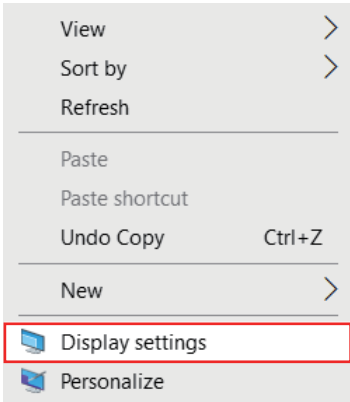 View
Sort by
Refresh
Paste
Paste shortcut
Undo Copy Ctrl+Z
New
Display settings
Personalize